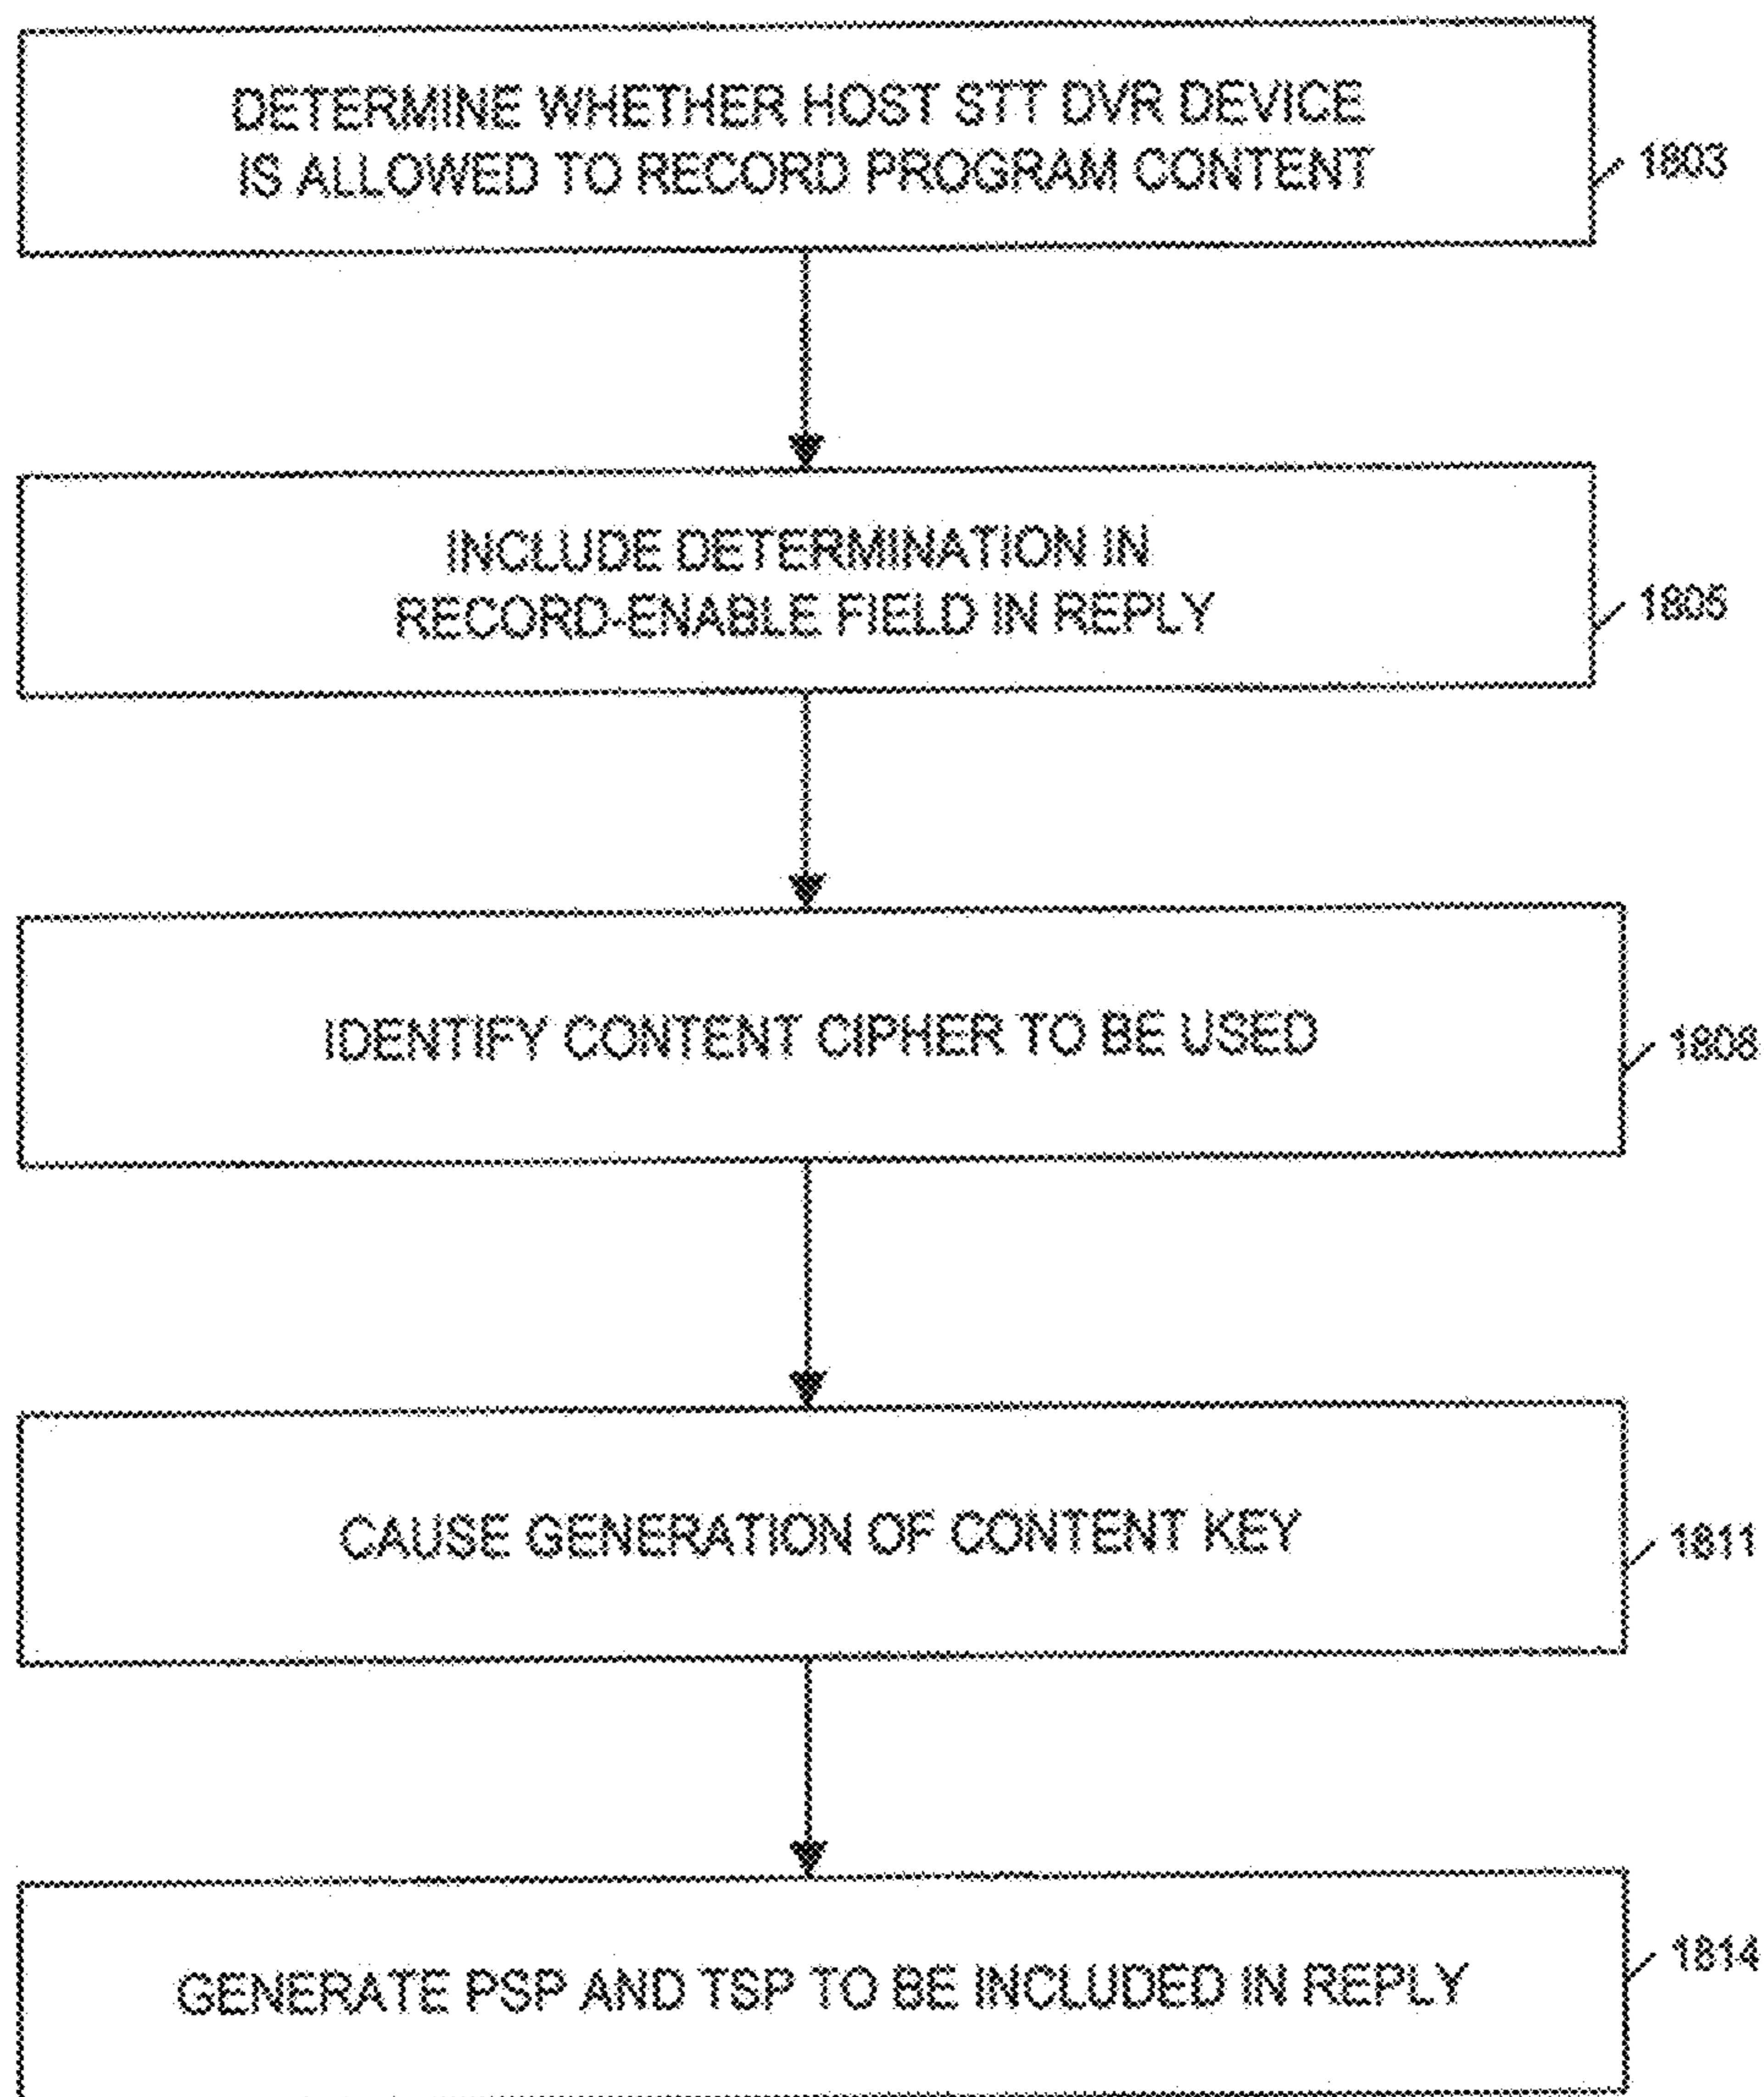 DETERMINE WHETHER HOST STT DVR DEVICE
IS ALLOWED TO RECORD PROGRAM CONTENT
1803
INCLUDE DETERMINATION IN
RECORD-ENABLE FIELD IN REPLY
1805
IDENTIFY CONTENT CIPHER TO BE USED
1808
CAUSE GENERATION OF CONTENT KEY
1811
GENERATE PSP AND TSP TO BE INCLUDED IN REPLY
1814